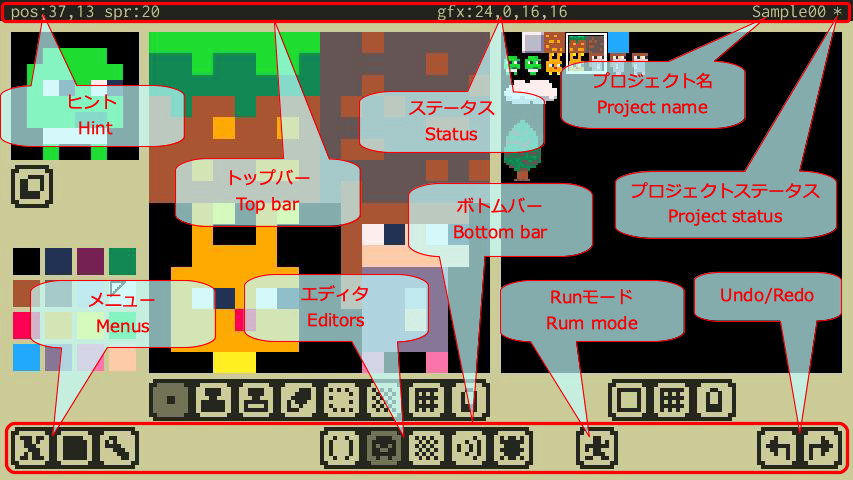 pos:37,13 spr:20
gfx:24,0,16,16
Sample00 *
ヒント
Hint
ステータス
Status
プロジェクト名
Project name
トップバー
Top bar
ボトムバー
Bottom bar
プロジェクトステータス
Project status
メニュー
Menus
エディタ
Editors
Runモード
Rum mode
Undo/Redo